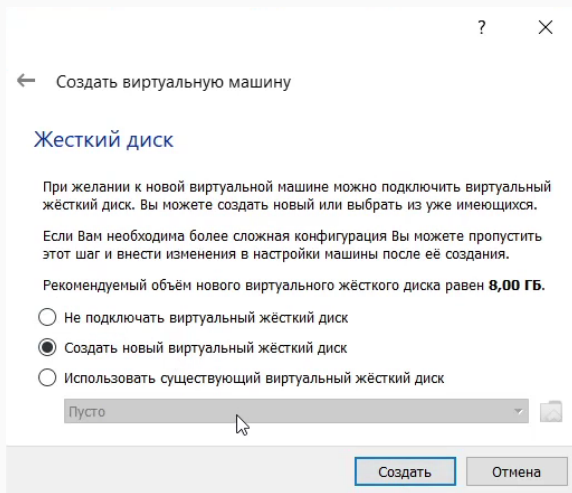 ?
Создать виртуальную машину
Жесткий диск
При желании к новой виртуальной машине можно подключить виртуальный
жёсткий диск. Вы можете создать новый или выбрать из уже имеющихся.
Если Вам необходима более сложная конфигурация Вы можете пропустить
этот шаг и внести изменения в настройки машины после её создания.
Рекомендуемый объём нового виртуального жёсткого диска равен 8,00 ГБ.
Не подключать виртуальный жёсткий диск
Создать новый виртуальный жёсткий диск
Использовать существующий виртуальный жёсткий диск
Пусто
Создать
Отмена